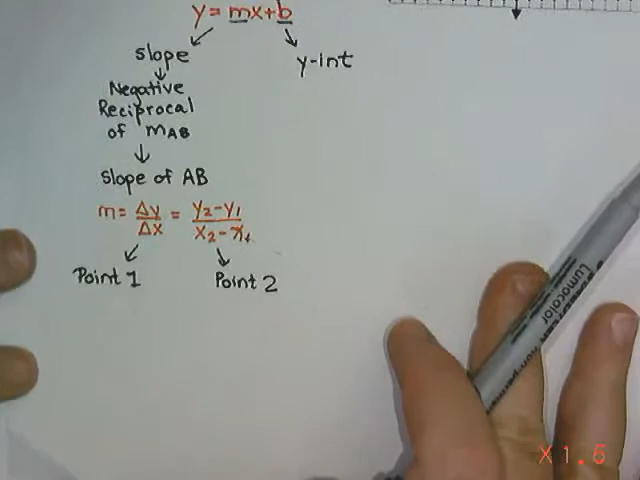 y = mx+b
slope
y-int
Negative
Reciprocal
of mAB
slope of AB
m = Δy/Δx = y₂-y₁/x₂-x₁
Point 1
Point 2
Lumocolor
X1.6